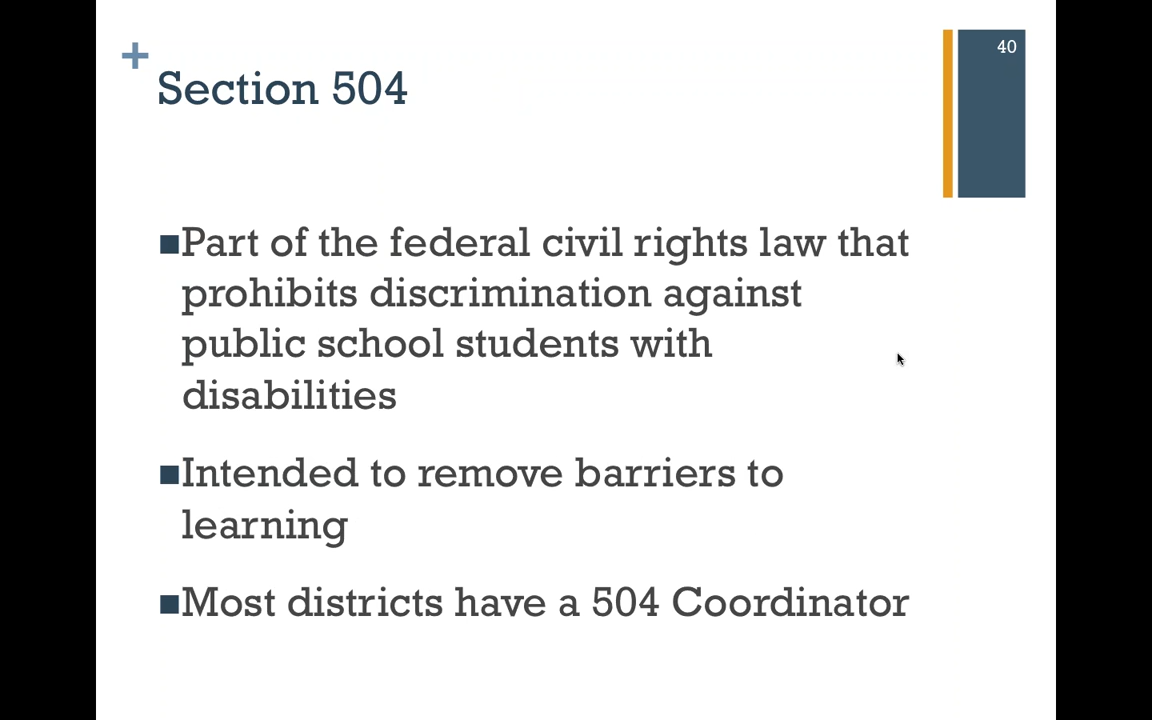 +
40
Section 504
■Part of the federal civil rights law that
prohibits discrimination against
public school students with
disabilities
■Intended to remove barriers to
learning
■Most districts have a 504 Coordinator